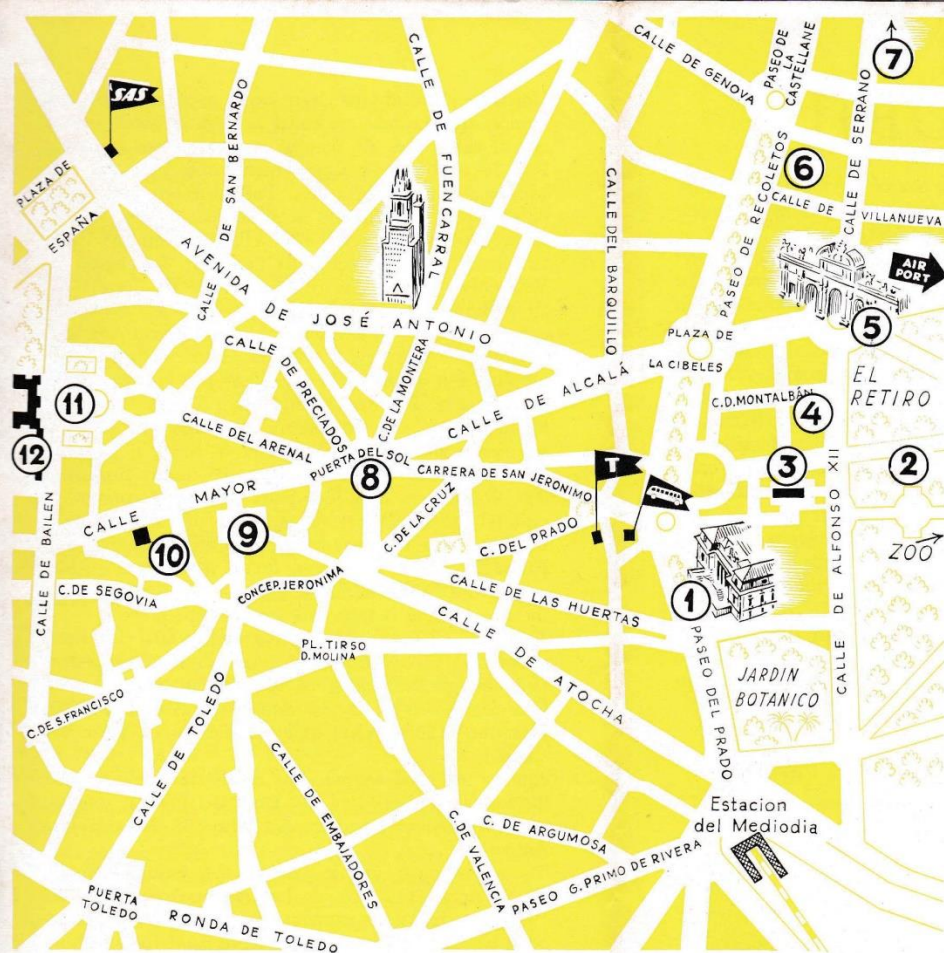 SAS
CALLE DE GENOVA
PASEO DE
LA
CASTELLANE
7
CALLE DE SERRANO
CALLE DE SAN BERNARDO
CALLE DE FUENCARRAL
PLAZA DE
ESPAÑA
CALLE DEL BARQUILLO
PASEO DE RECOLETOS
6
CALLE DE VILLANUEVA
AVENIDA DE JOSÉ ANTONIO
AIR
PORT
5
PLAZA DE
LA CIBELES
CALLE DE PRECIADOS
C. DE LA MONTERA
CALLE DE ALCALÁ
EL
RETIRO
C.D. MONTALBÁN
4
11
12
CALLE DEL ARENAL
PUERTA DEL SOL
8
CARRERA DE SAN JERONIMO
T
3
2
ZOO
CALLE MAYOR
9
10
C. DE LA CRUZ
C. DEL PRADO
CALLE DE BAILEN
C. DE SEGOVIA
CONCEP. JERONIMA
CALLE DE LAS HUERTAS
1
CALLE DE ALFONSO XII
CALLE DE ATOCHA
PL. TIRSO
D. MOLINA
PASEO DEL PRADO
JARDIN
BOTANICO
C. DE S. FRANCISCO
CALLE DE TOLEDO
CALLE DE EMBAJADORES
C. DE VALENCIA
C. DE ARGUMOSA
Estacion
del Mediodia
PASEO G. PRIMO DE RIVERA
PUERTA
TOLEDO
RONDA DE TOLEDO